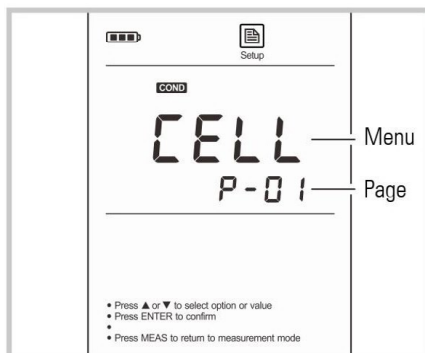 Setup
COND
CELL Menu
P-01 Page
• Press ▲ or ▼ to select option or value
• Press ENTER to confirm
•
• Press MEAS to return to measurement mode